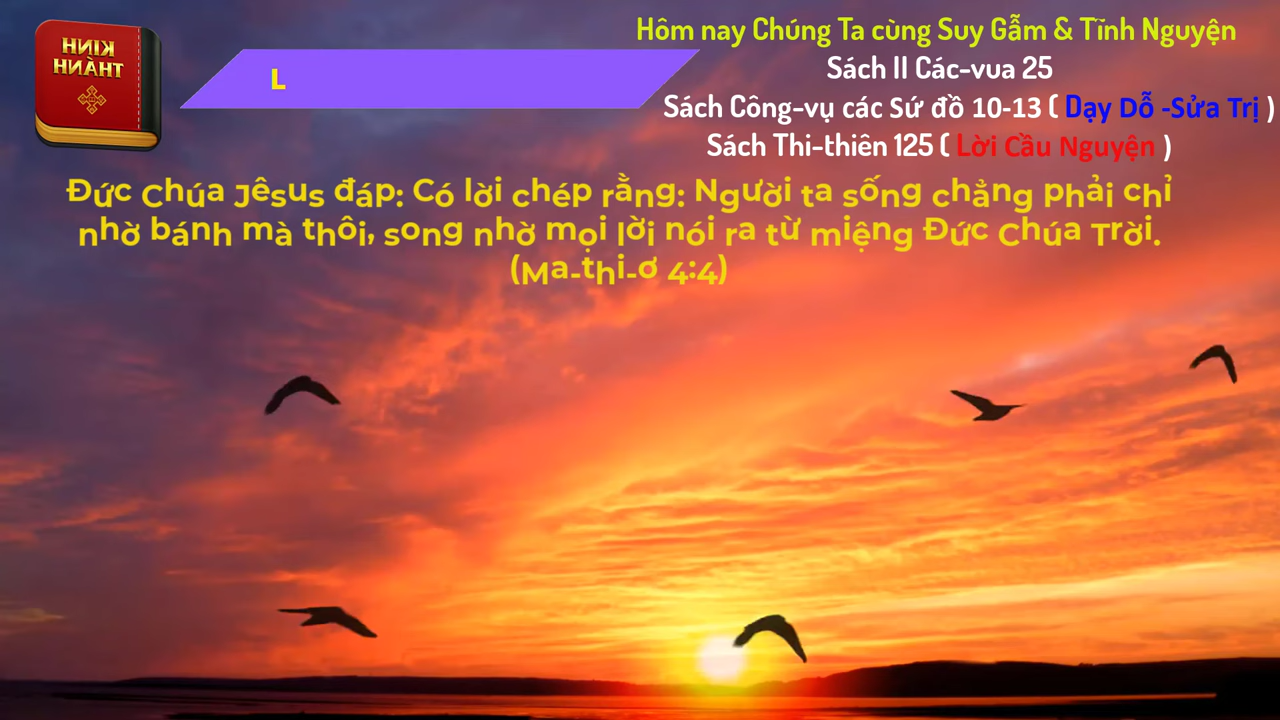 KINH
THÁNH
L
Hôm nay Chúng Ta cùng Suy Gẫm & Tĩnh Nguyện
Sách II Các-vua 25
Sách Công-vụ các Sứ đồ 10-13 ( Dạy Dỗ -Sửa Trị )
Sách Thi-thiên 125 ( Lời Cầu Nguyện )
Đức Chúa Jêsus đáp: Có lời chép rằng: Người ta sống chẳng phải chỉ
nhờ bánh mà thôi, song nhờ mọi lời nói ra từ miệng Đức Chúa Trời.
(Ma-thi-ơ 4:4)